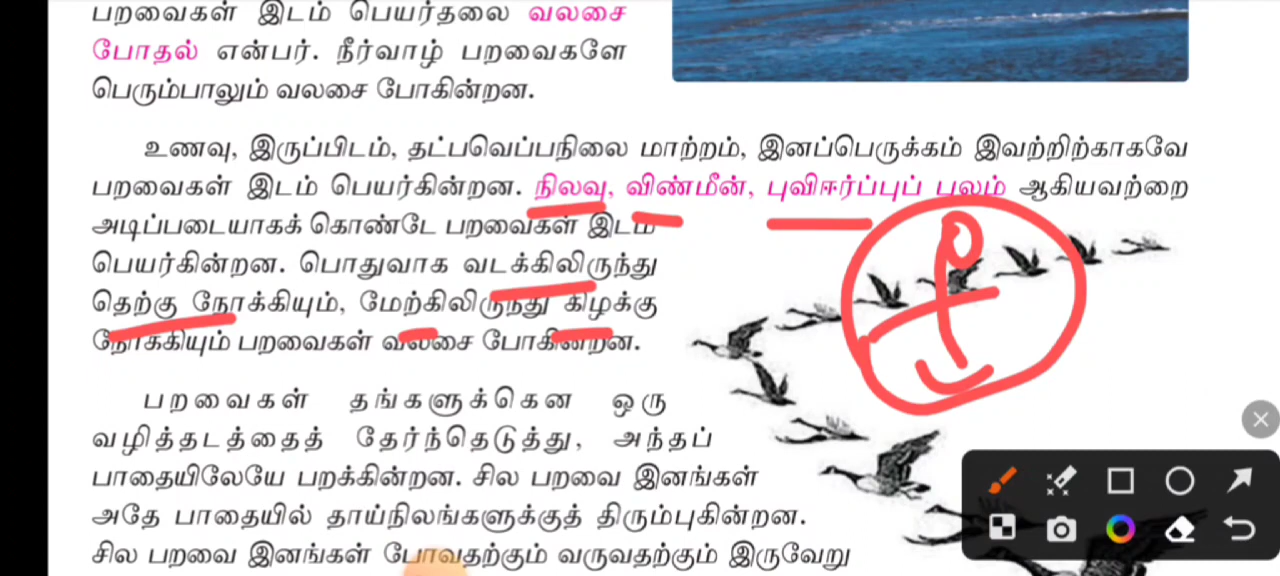 பறவைகள் இடம் பெயர்தலை வலசை
போதல் என்பர். நீர்வாழ் பறவைகளே
பெரும்பாலும் வலசை போகின்றன.
உணவு, இருப்பிடம், தட்பவெப்பநிலை மாற்றம், இனப்பெருக்கம் இவற்றிற்காகவே
பறவைகள் இடம் பெயர்கின்றன. நிலவு, விண்மீன், புவிஈர்ப்புப் புலம் ஆகியவற்றை
அடிப்படையாகக் கொண்டே பறவைகள் இடம்
பெயர்கின்றன. பொதுவாக வடக்கிலிருந்து
தெற்கு நோக்கியும், மேற்கிலிருந்து கிழக்கு
நோக்கியும் பறவைகள் வலசை போகின்றன.
பறவைகள் தங்களுக்கென ஒரு
வழித்தடத்தைத் தேர்ந்தெடுத்து, அந்தப்
பாதையிலேயே பறக்கின்றன. சில பறவை இனங்கள்
அதே பாதையில் தாய்நிலங்களுக்குத் திரும்புகின்றன.
சில பறவை இனங்கள் போவதற்கும் வருவதற்கும் இருவேறு